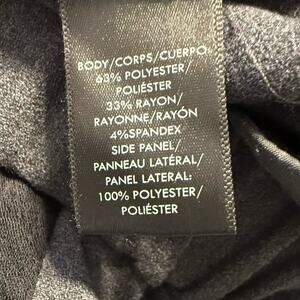 BODY/CORPS/CUERPO:
63% POLYESTER/
POLIÉSTER
33% RAYON/
RAYONNE/RAYÓN
4%SPANDEX
SIDE PANEL/
PANNEAU LATÉRAL/
PANEL LATERAL:
100% POLYESTER/
POLIÉSTER